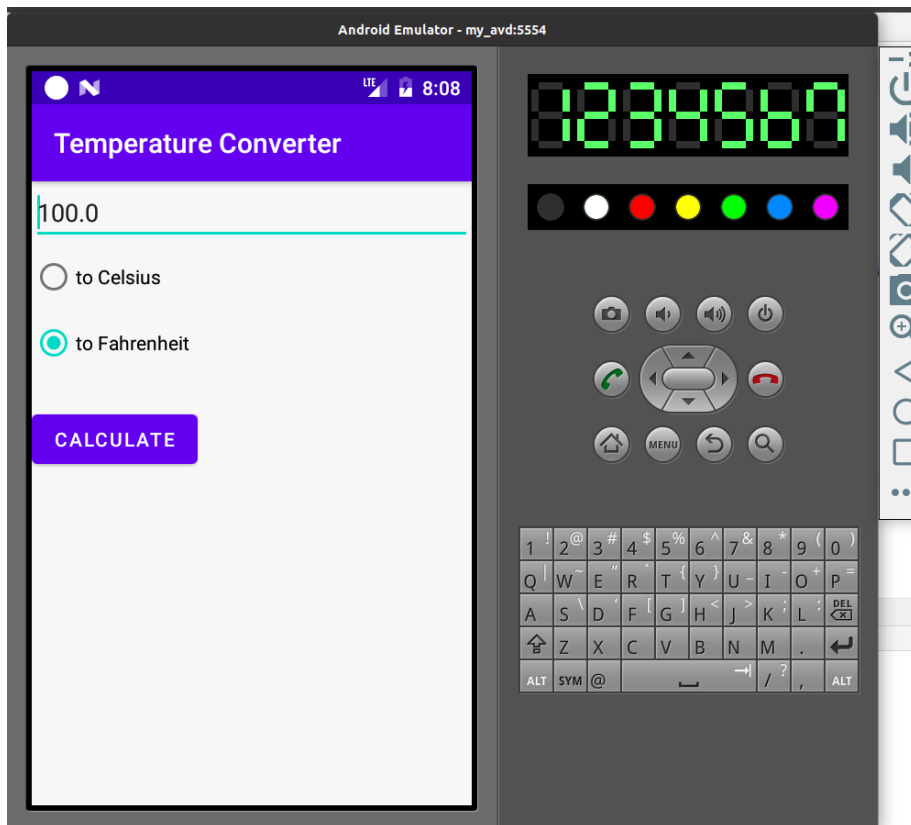 Android Emulator - my_avd:5554
LTE 8:08
Temperature Converter
100.0
to Celsius
to Fahrenheit
CALCULATE
1234567
MENU
1 ! 2 @ 3 # 4 $ 5 % 6 ^ 7 & 8 * 9 ( 0 )
Q | W ~ E “ R ` T { Y } U _ I - O + P =
A S \ D ' F [ G ] H < J > K ; L : DEL
Z X C V B N M .
ALT SYM @ / ? , ALT